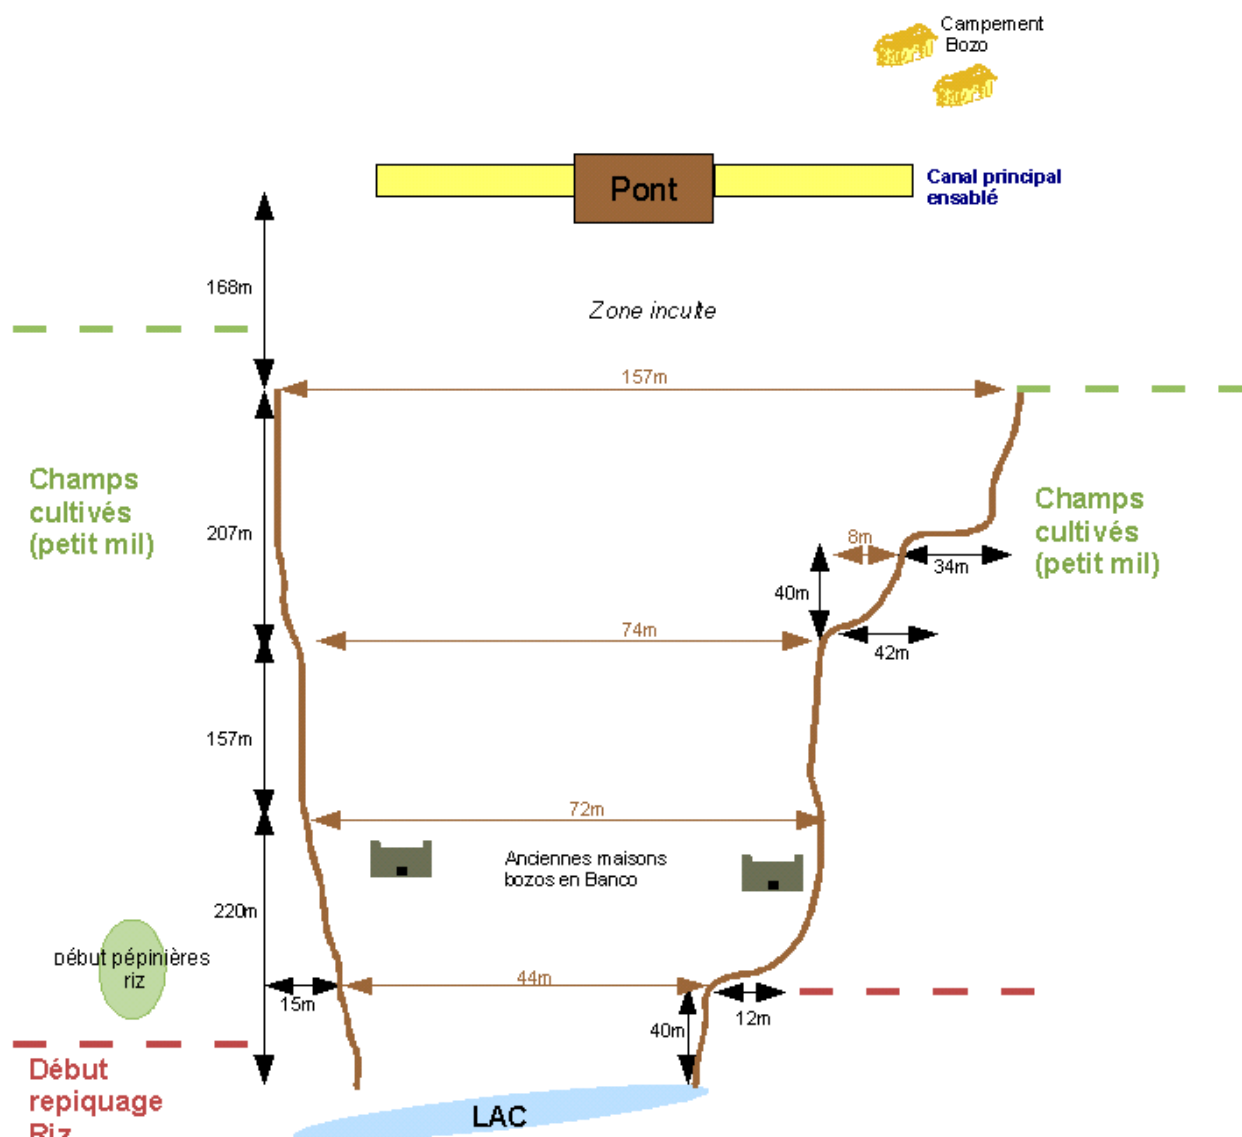 Campement
Bozo
Pont
Canal principal
ensablé
168m
Zone inculte
157m
Champs
cultivés
(petit mil)
207m
Champs
cultivés
(petit mil)
8m
34m
40m
74m
42m
157m
72m
Anciennes maisons
bozos en Banco
220m
Début pépinières
riz
44m
15m
12m
40m
Début
repiquage
Riz
LAC